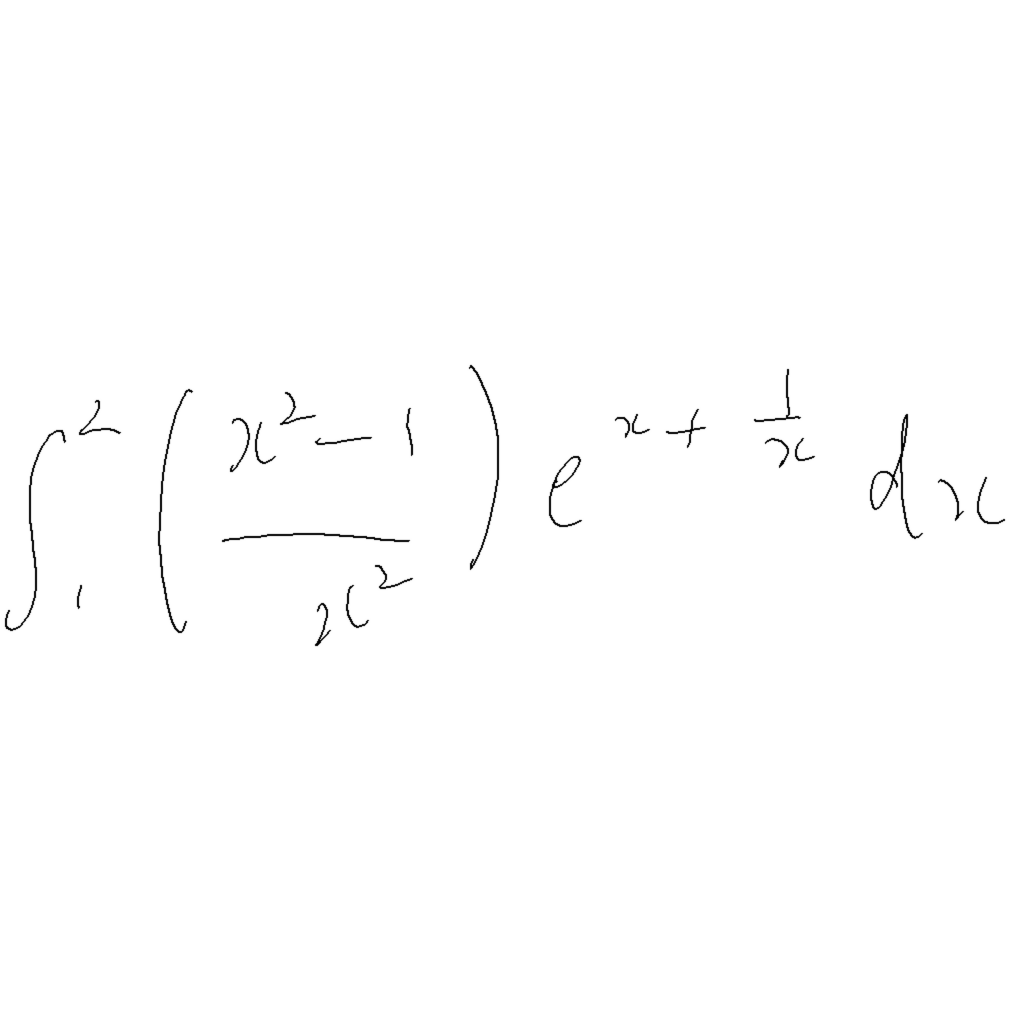 ∫₁² ( (x² − 1) / x² ) e^(x + 1/x) dx